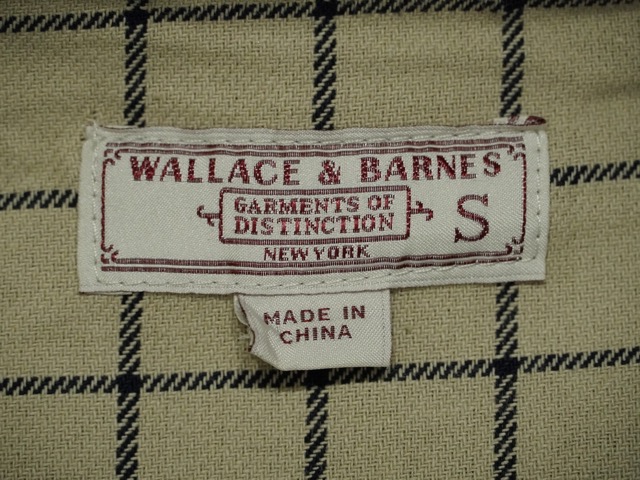 WALLACE & BARNES
GARMENTS OF
DISTINCTION
S
NEW YORK
MADE IN
CHINA